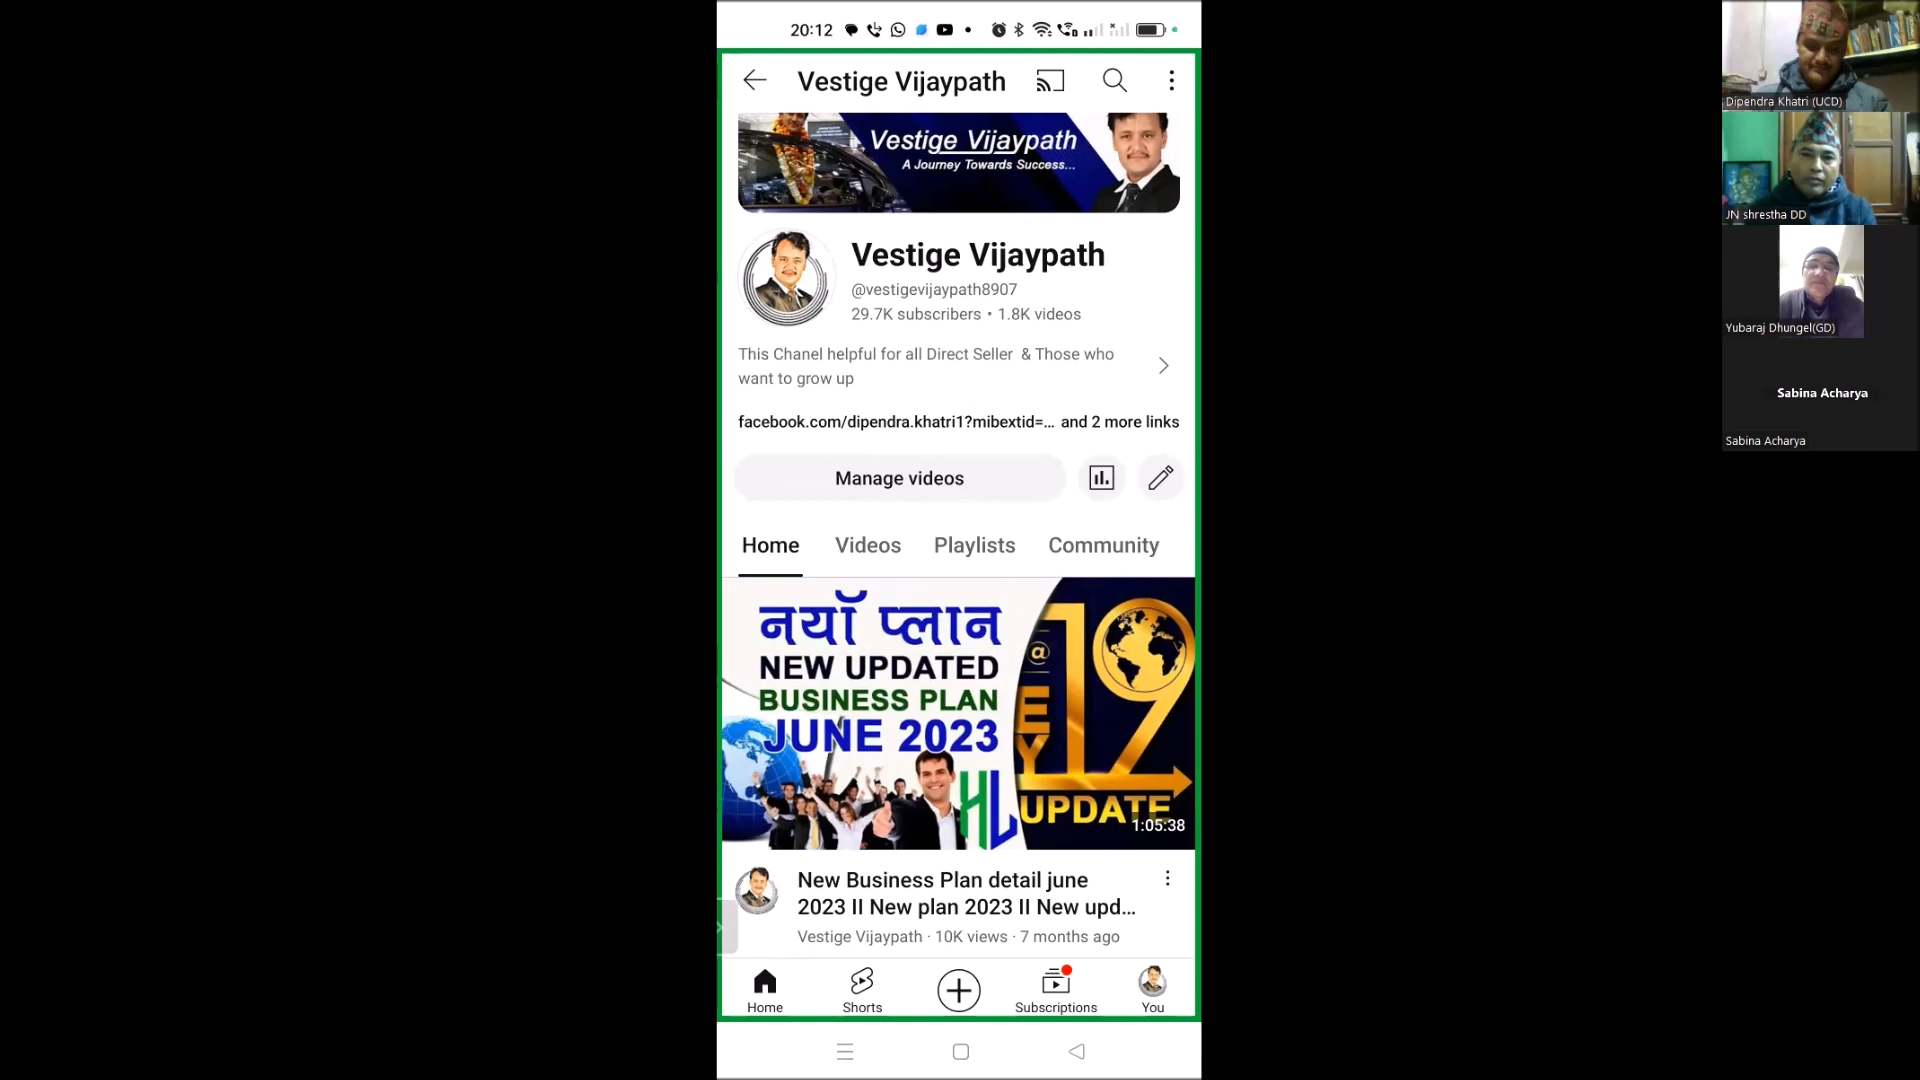 20:12
Vestige Vijaypath
Vestige Vijaypath
A Journey Towards Success...
Vestige Vijaypath
@vestigevijaypath8907
29.7K subscribers • 1.8K videos
This Chanel helpful for all Direct Seller & Those who
want to grow up
facebook.com/dipendra.khatri1?mibextid=... and 2 more links
Manage videos
Home Videos Playlists Community
नयाॅ प्लान
NEW UPDATED
BUSINESS PLAN
JUNE 2023
HL
@
19
E
Y
UPDATE
1:05:38
New Business Plan detail june
2023 II New plan 2023 II New upd...
Vestige Vijaypath · 10K views · 7 months ago
Home Shorts Subscriptions You
Dipendra Khatri (UCD)
JN shrestha DD
Yubaraj Dhungel(GD)
Sabina Acharya
Sabina Acharya